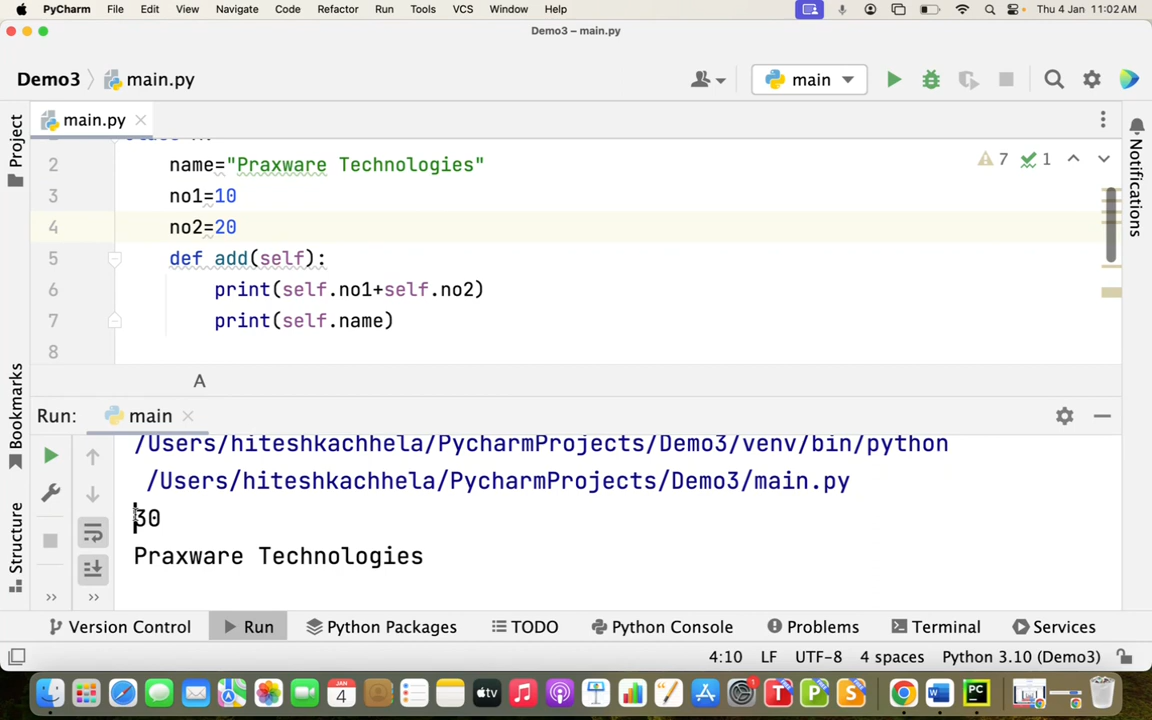 PyCharm File Edit View Navigate Code Refactor Run Tools VCS Window Help Thu 4 Jan 11:02 AM
Demo3 – main.py
Demo3 main.py main
main.py
Project
Notifications
7 1
2 name="Praxware Technologies"
3 no1=10
4 no2=20
5 def add(self):
6 print(self.no1+self.no2)
7 print(self.name)
8
A
Bookmarks
Structure
Run: main
/Users/hiteshkachhela/PycharmProjects/Demo3/venv/bin/python
/Users/hiteshkachhela/PycharmProjects/Demo3/main.py
30
Praxware Technologies
>> >>
Version Control Run Python Packages TODO Python Console Problems Terminal Services
4:10 LF UTF-8 4 spaces Python 3.10 (Demo3)
JAN 4 tv 1 T P S W PC